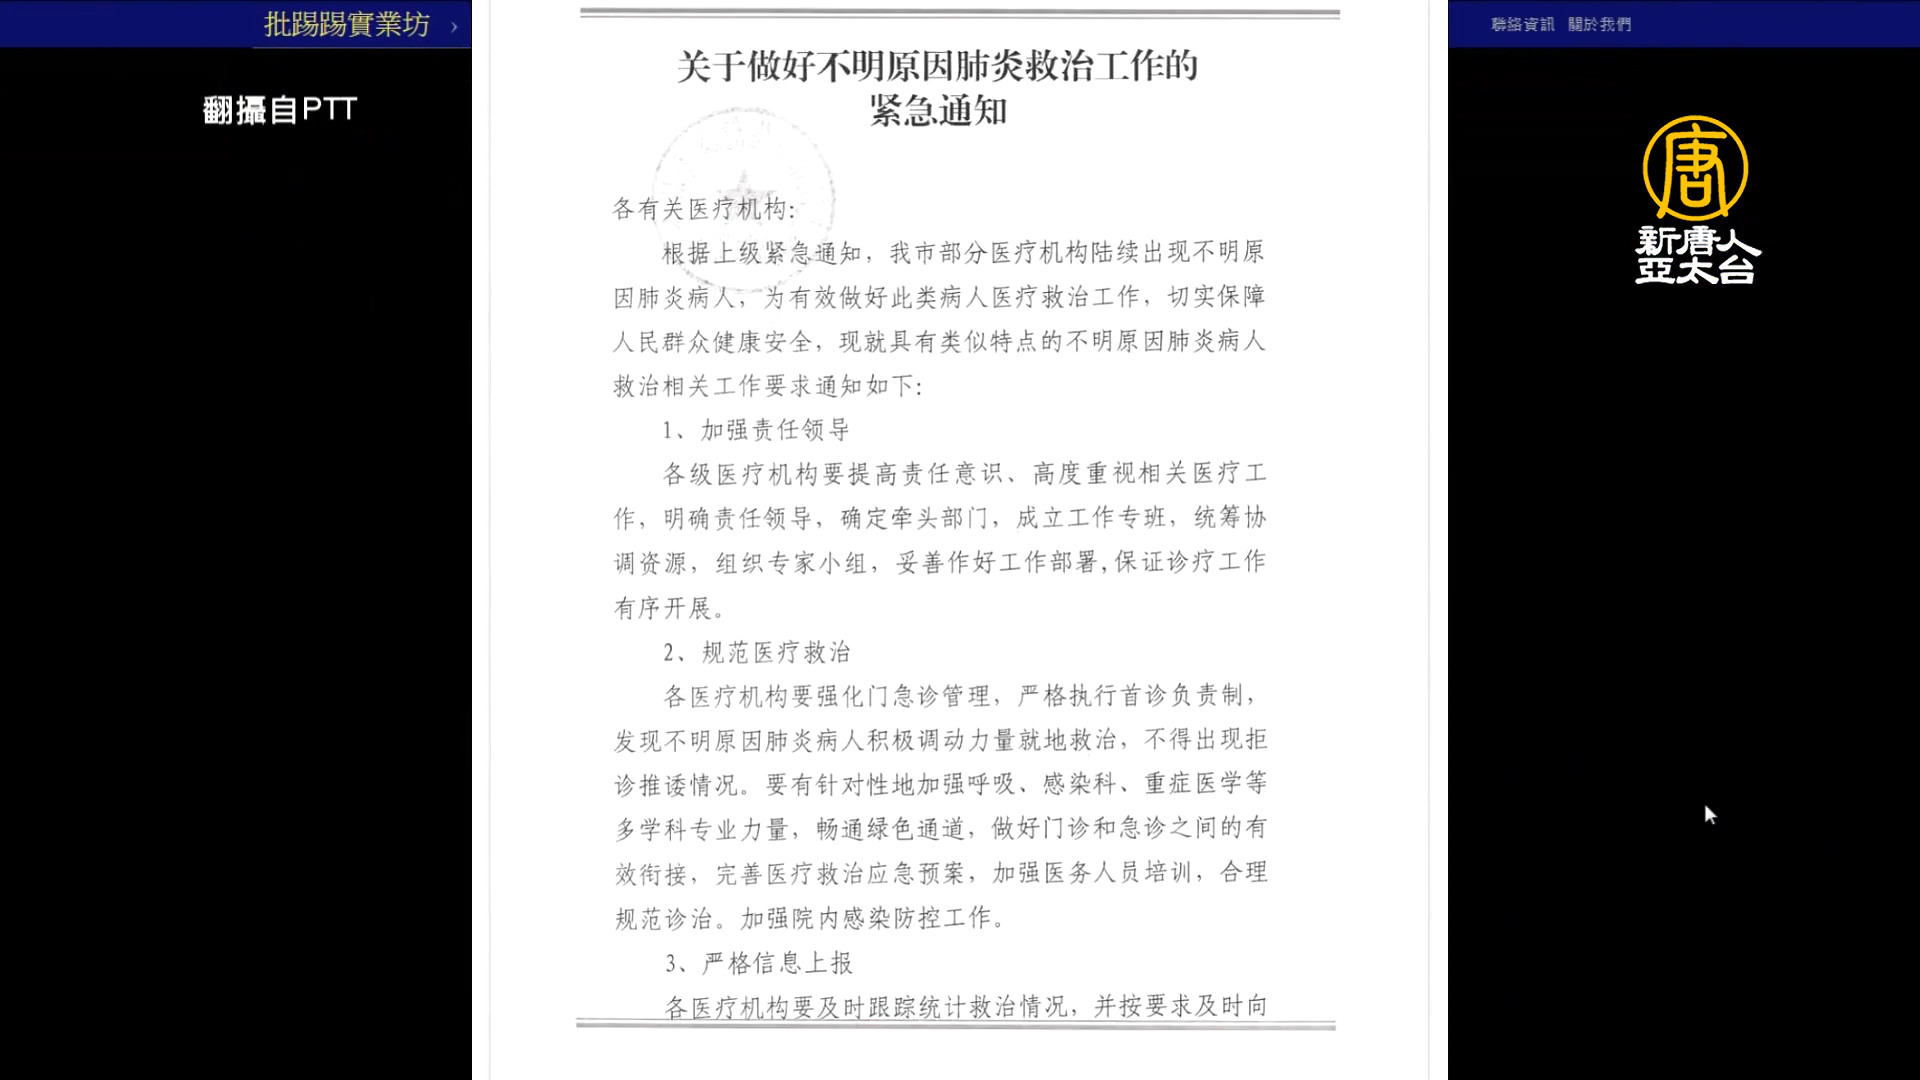 批踢踢實業坊 ›
聯絡資訊 關於我們
翻攝自PTT
唐
新唐人
亞太台
关于做好不明原因肺炎救治工作的
紧急通知
各有关医疗机构:
根据上级紧急通知，我市部分医疗机构陆续出现不明原
因肺炎病人，为有效做好此类病人医疗救治工作，切实保障
人民群众健康安全，现就具有类似特点的不明原因肺炎病人
救治相关工作要求通知如下:
1、加强责任领导
各级医疗机构要提高责任意识、高度重视相关医疗工
作，明确责任领导，确定牵头部门，成立工作专班，统筹协
调资源，组织专家小组，妥善作好工作部署,保证诊疗工作
有序开展。
2、规范医疗救治
各医疗机构要强化门急诊管理，严格执行首诊负责制，
发现不明原因肺炎病人积极调动力量就地救治，不得出现拒
诊推诿情况。要有针对性地加强呼吸、感染科、重症医学等
多学科专业力量，畅通绿色通道，做好门诊和急诊之间的有
效衔接，完善医疗救治应急预案，加强医务人员培训，合理
规范诊治。加强院内感染防控工作。
3、严格信息上报
各医疗机构要及时跟踪统计救治情况，并按要求及时向